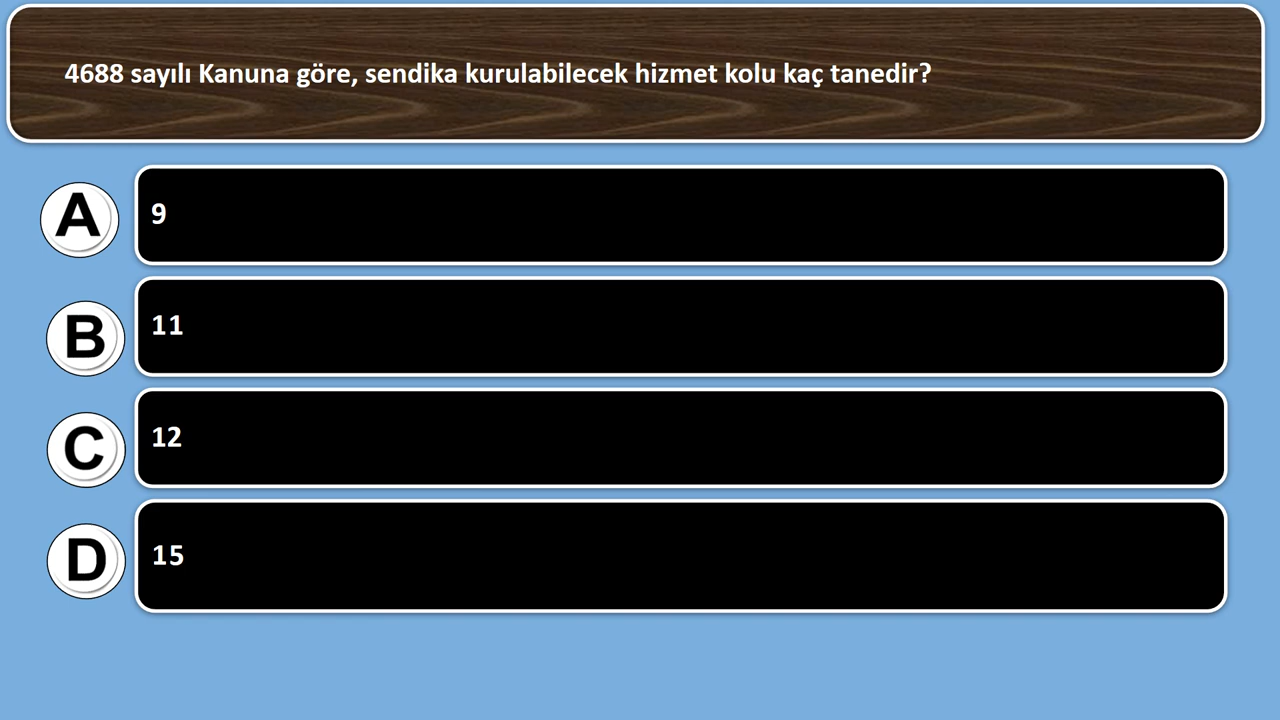 4688 sayılı Kanuna göre, sendika kurulabilecek hizmet kolu kaç tanedir?
A 9
B 11
C 12
D 15